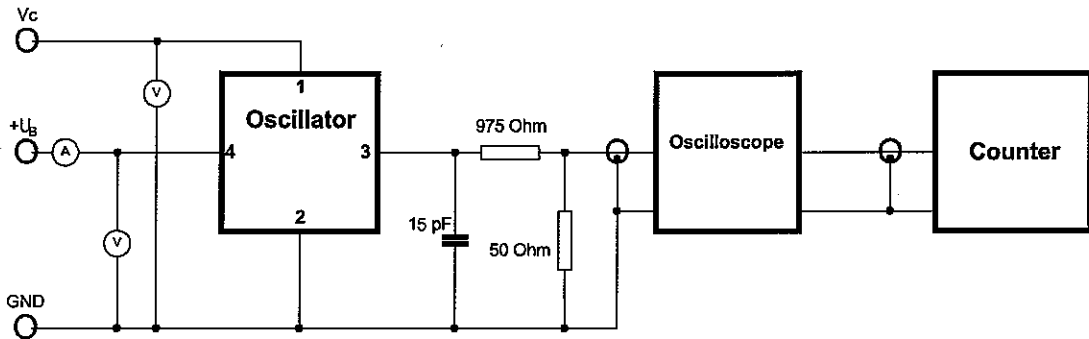 Vc
1
Oscillator
+U_B
V
A
4
3
2
V
GND
975 Ohm
15 pF
50 Ohm
Oscilloscope
Counter